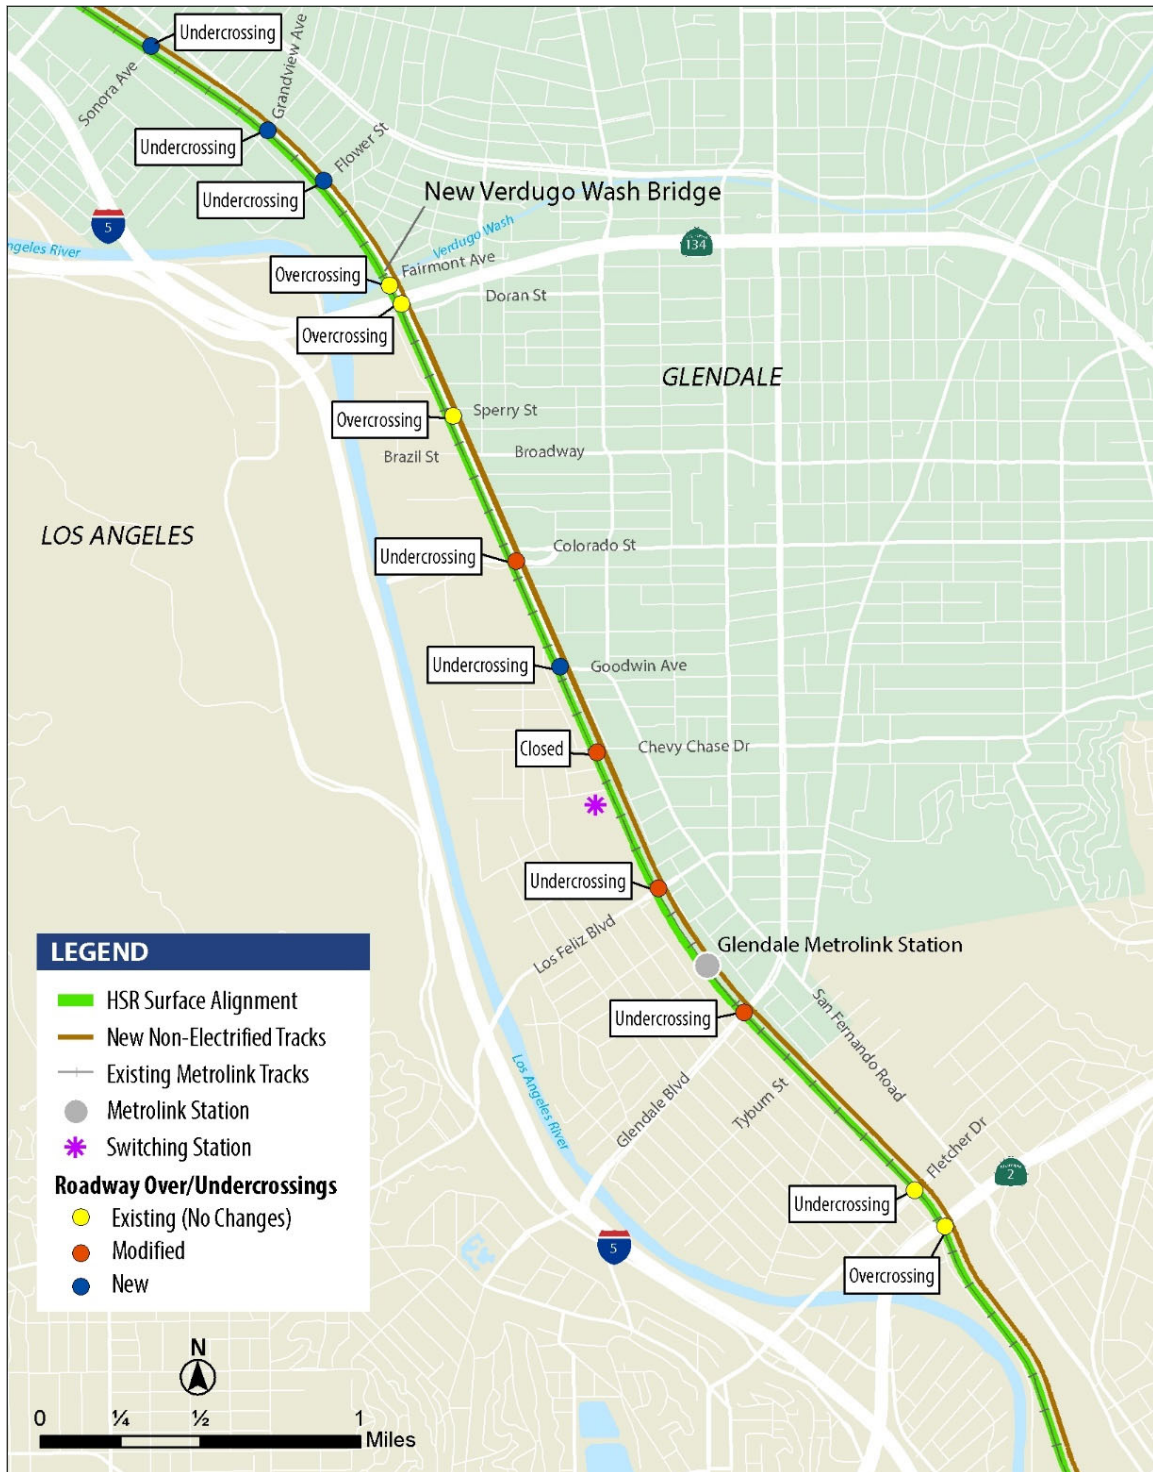 Undercrossing
Sonora Ave
Grandview Ave
Undercrossing
Flower St
Undercrossing
New Verdugo Wash Bridge
5
ngeles River
Verdugo Wash
134
Overcrossing
Fairmont Ave
Doran St
Overcrossing
GLENDALE
Overcrossing
Sperry St
Brazil St
Broadway
LOS ANGELES
Undercrossing
Colorado St
Undercrossing
Goodwin Ave
Closed
Chevy Chase Dr
Undercrossing
Los Feliz Blvd
Glendale Metrolink Station
Undercrossing
San Fernando Road
Los Angeles River
Glendale Blvd
Tyburn St
Fletcher Dr
2
Undercrossing
5
Overcrossing
LEGEND
HSR Surface Alignment
New Non-Electrified Tracks
Existing Metrolink Tracks
Metrolink Station
Switching Station
Roadway Over/Undercrossings
Existing (No Changes)
Modified
New
N
0 ¼ ½ 1
Miles